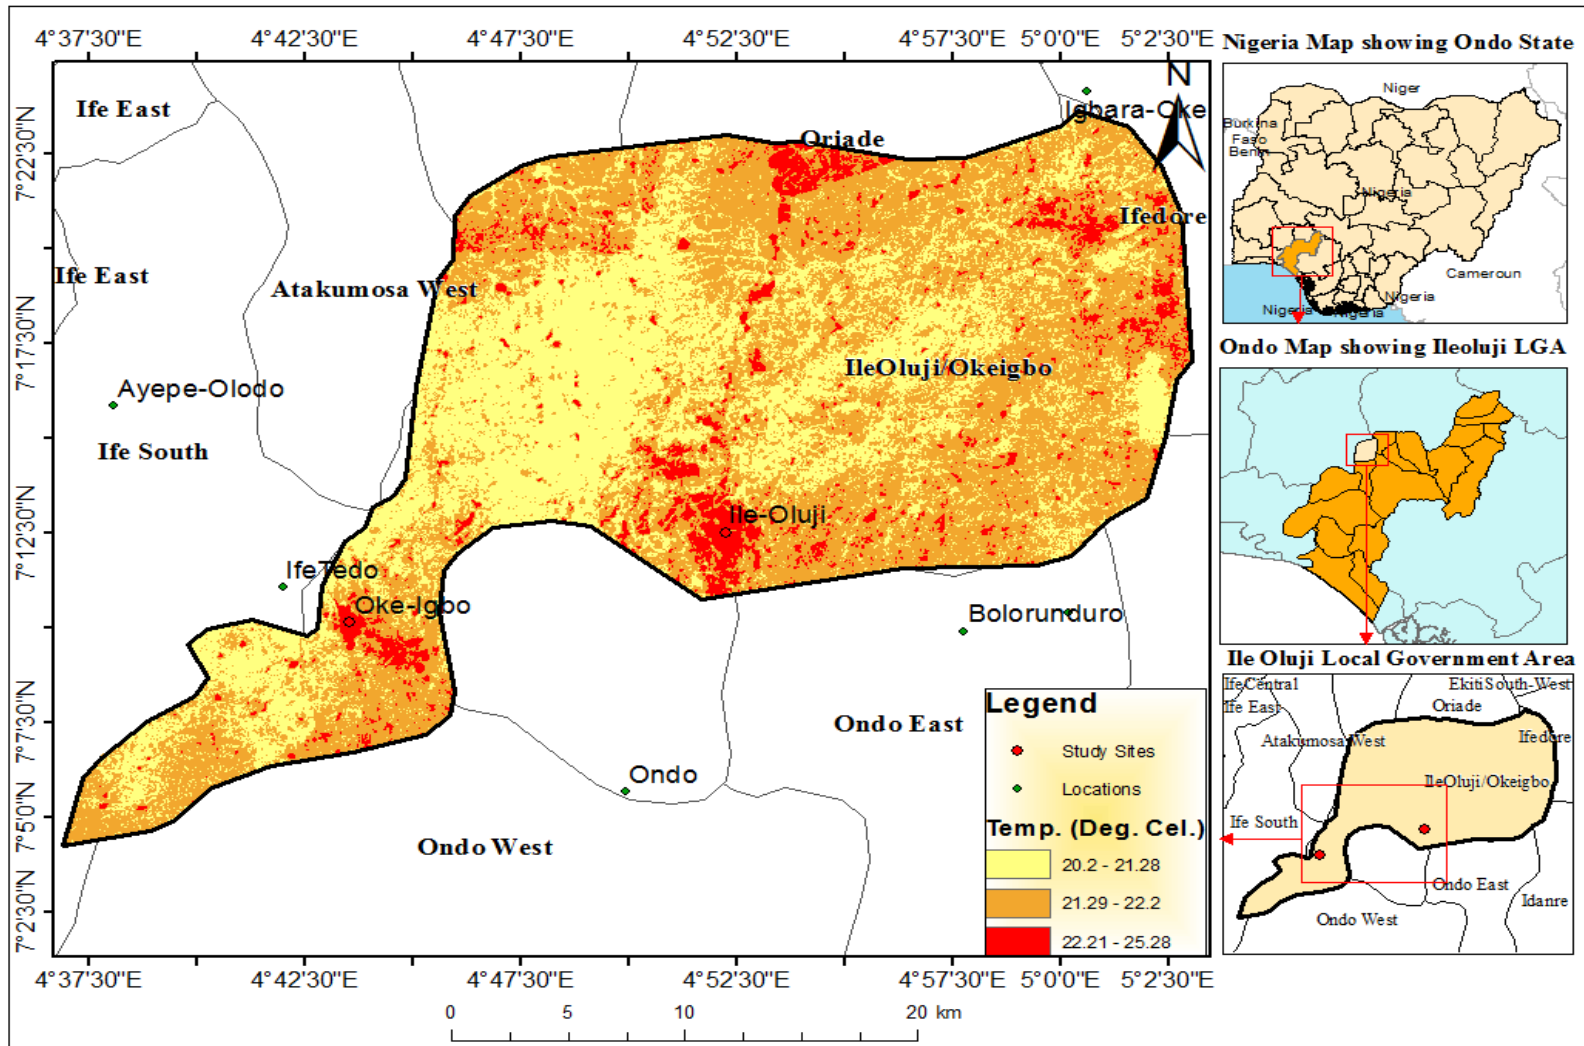 4°37'30"E
4°42'30"E
4°47'30"E
4°52'30"E
4°57'30"E
5°0'0"E
5°2'30"E
7°22'30"N
7°17'30"N
7°12'30"N
7°7'30"N
7°5'0"N
7°2'30"N
N
Ife East
Igbara-Oke
Oriade
Ifedore
Ife East
Atakumosa West
IleOluji/Okeigbo
Ayepe-Olodo
Ife South
Ile-Oluji
IfeTedo
Oke-Igbo
Bolorunduro
Ondo East
Ondo
Ondo West
Legend
Study Sites
Locations
Temp. (Deg. Cel.)
20.2 - 21.28
21.29 - 22.2
22.21 - 25.28
4°37'30"E
4°42'30"E
4°47'30"E
4°52'30"E
4°57'30"E
5°0'0"E
5°2'30"E
0 5 10 20 km
Nigeria Map showing Ondo State
Niger
Burkina
Faso
Benin
Nigeria
Cameroun
Nigeria
Nigeria
Nigeria
Ondo Map showing Ileoluji LGA
Ile Oluji Local Government Area
IfeCentral
EkitiSouth-West
Ife East
Oriade
Atakumosa West
Ifedore
IleOluji/Okeigbo
Ife South
Ondo East
Idanre
Ondo West